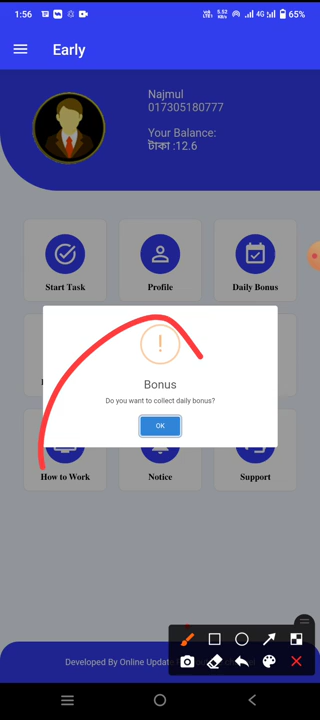 1:56
4G
65%
Early
Najmul
017305180777
Your Balance:
টাকা :12.6
Start Task
Profile
Daily Bonus
!
Bonus
Do you want to collect daily bonus?
OK
How to Work
Notice
Support
Developed By Online Update